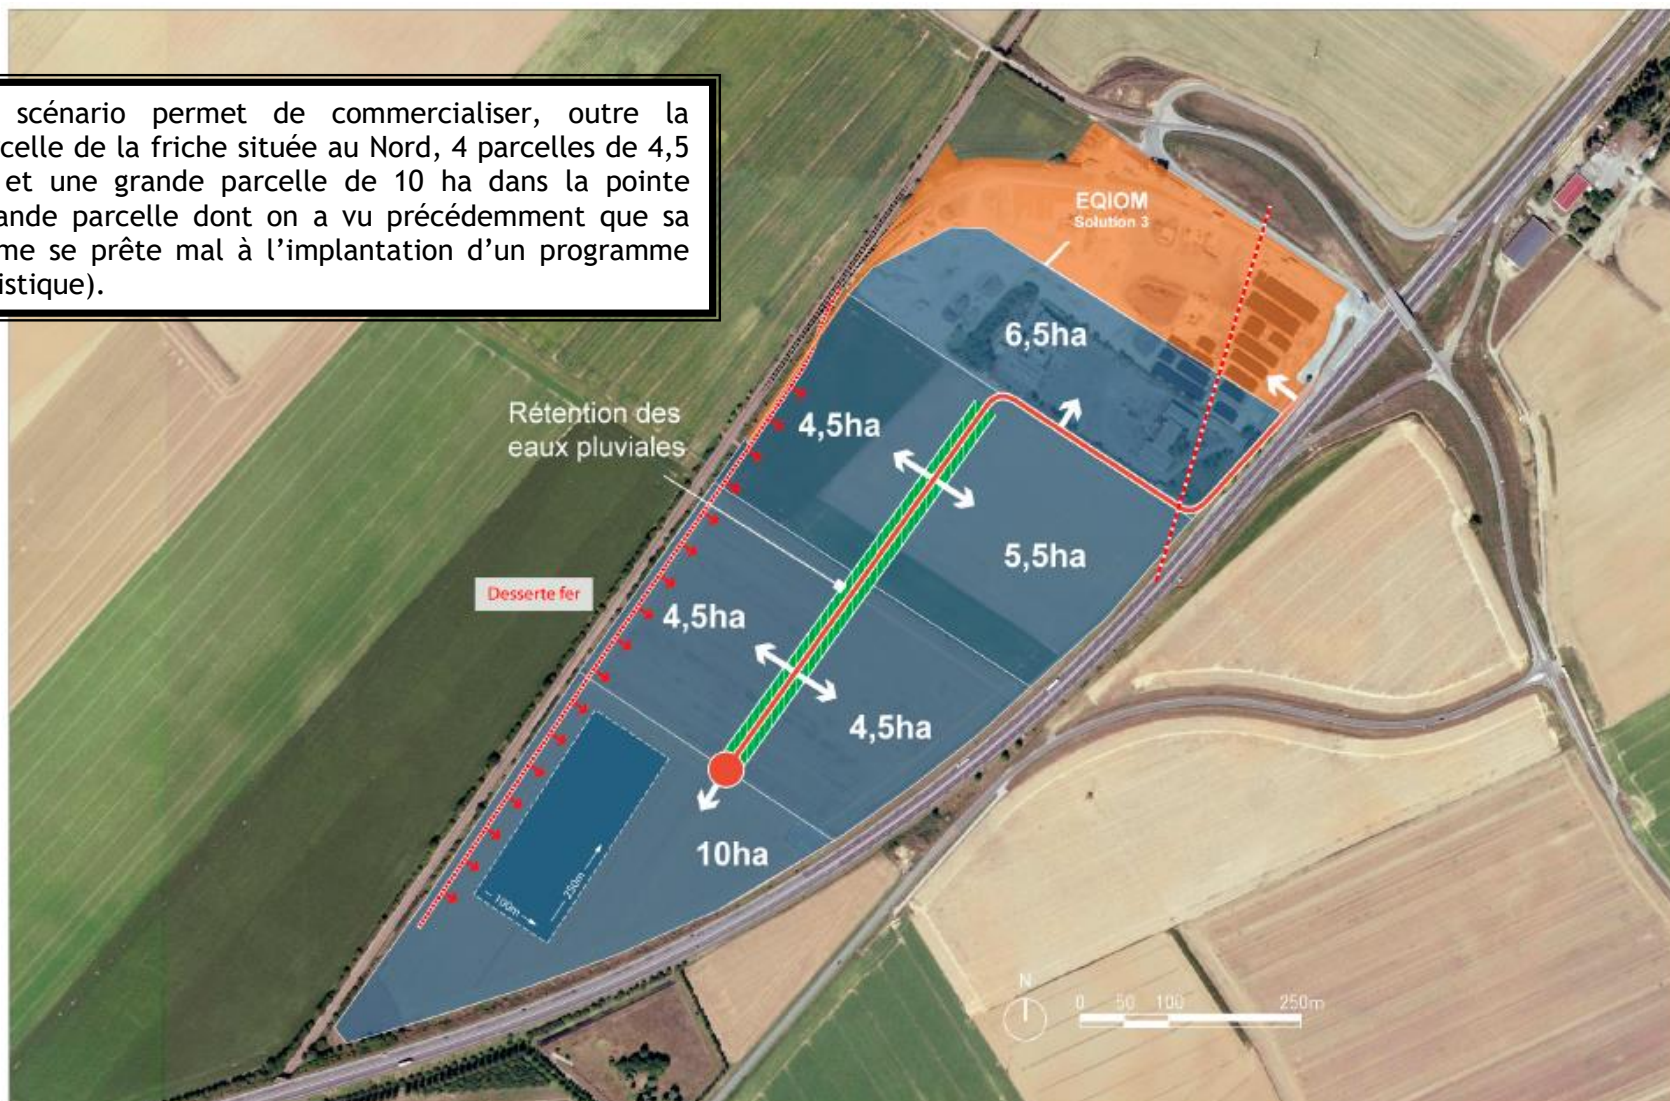 scénario permet de commercialiser, outre la
celle de la friche située au Nord, 4 parcelles de 4,5
et une grande parcelle de 10 ha dans la pointe
ande parcelle dont on a vu précédemment que sa
me se prête mal à l'implantation d'un programme
istique).
EQIOM
Solution 3
6,5ha
Rétention des
eaux pluviales
4,5ha
5,5ha
Desserte fer
4,5ha
4,5ha
10ha
250m
100m
N
0 50 100 250m